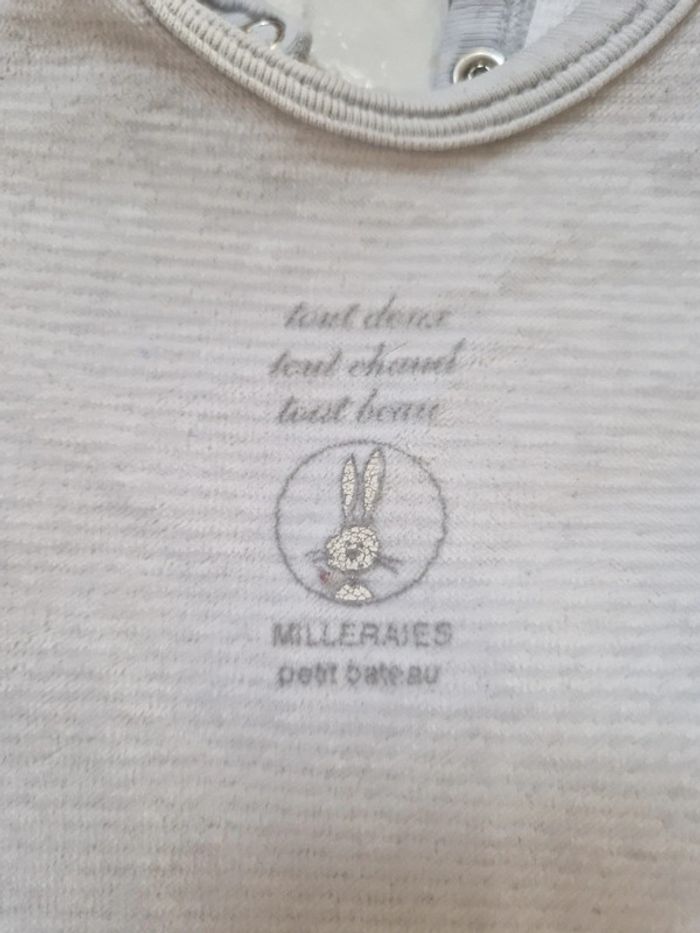 tout doux
tout chaud
tout beau
MILLERAIES
petit bateau